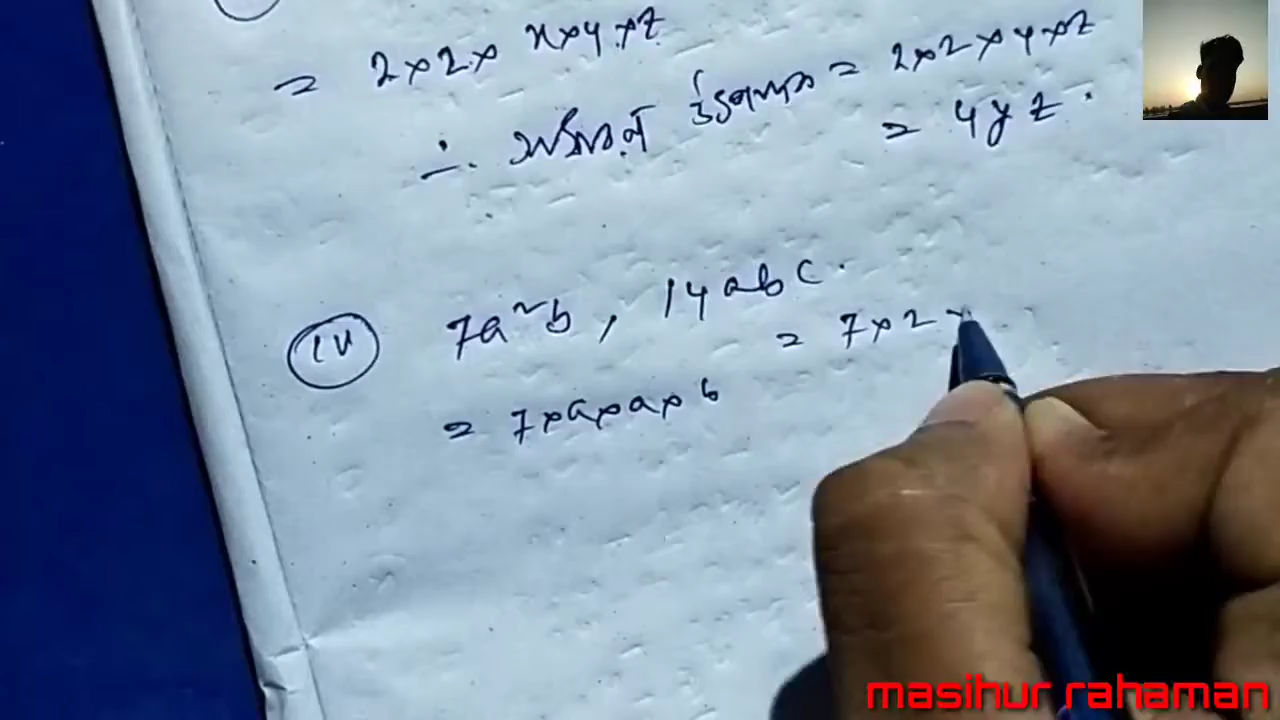 = 2×2× x×y×z
∴ সাধারণ উৎপাদক = 2×2×y×z
= 4yz.
(iv) 7a²b, 14abc.
= 7×2×
= 7×a×a×b
masihur rahaman